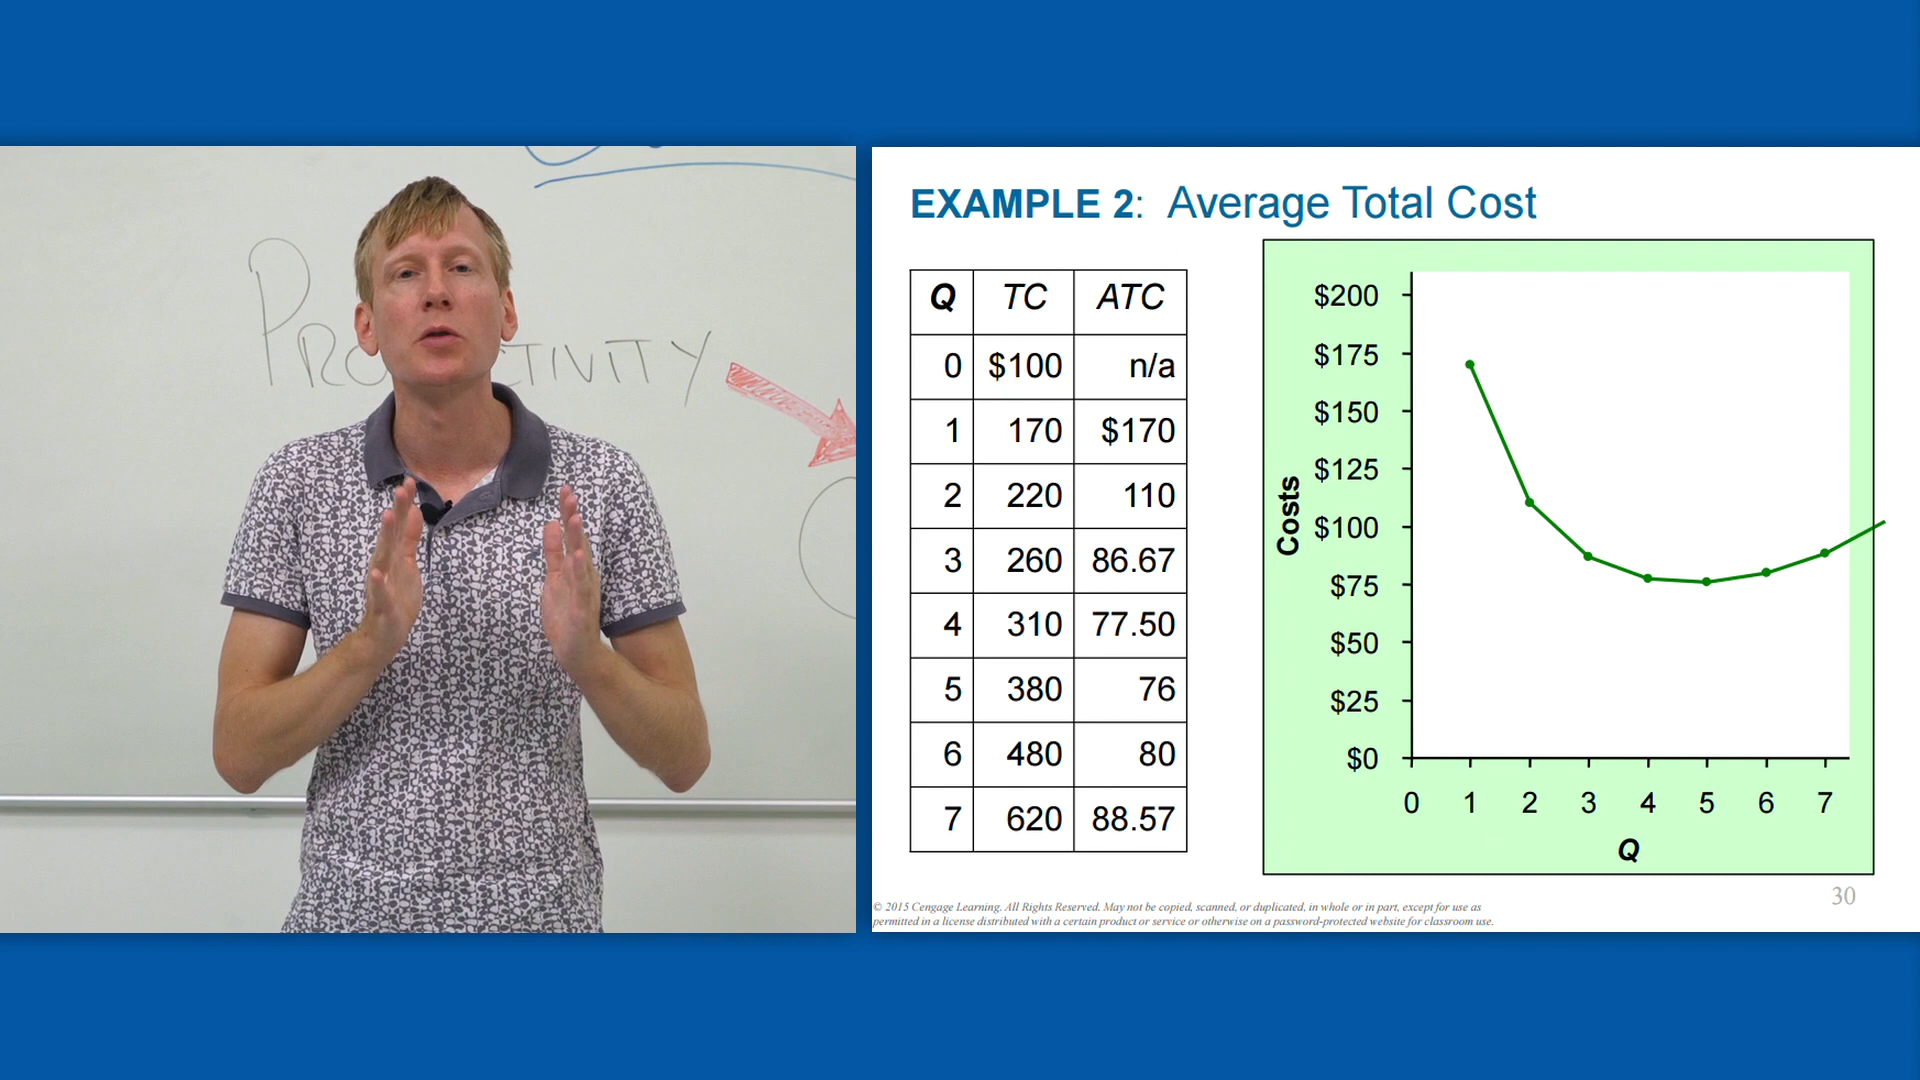 PRO
CTIVITY
EXAMPLE 2: Average Total Cost
Q TC ATC
0 $100 n/a
1 170 $170
2 220 110
3 260 86.67
4 310 77.50
5 380 76
6 480 80
7 620 88.57
Costs
$200
$175
$150
$125
$100
$75
$50
$25
$0
0 1 2 3 4 5 6 7
Q
30
© 2015 Cengage Learning. All Rights Reserved. May not be copied, scanned, or duplicated, in whole or in part, except for use as
permitted in a license distributed with a certain product or service or otherwise on a password-protected website for classroom use.